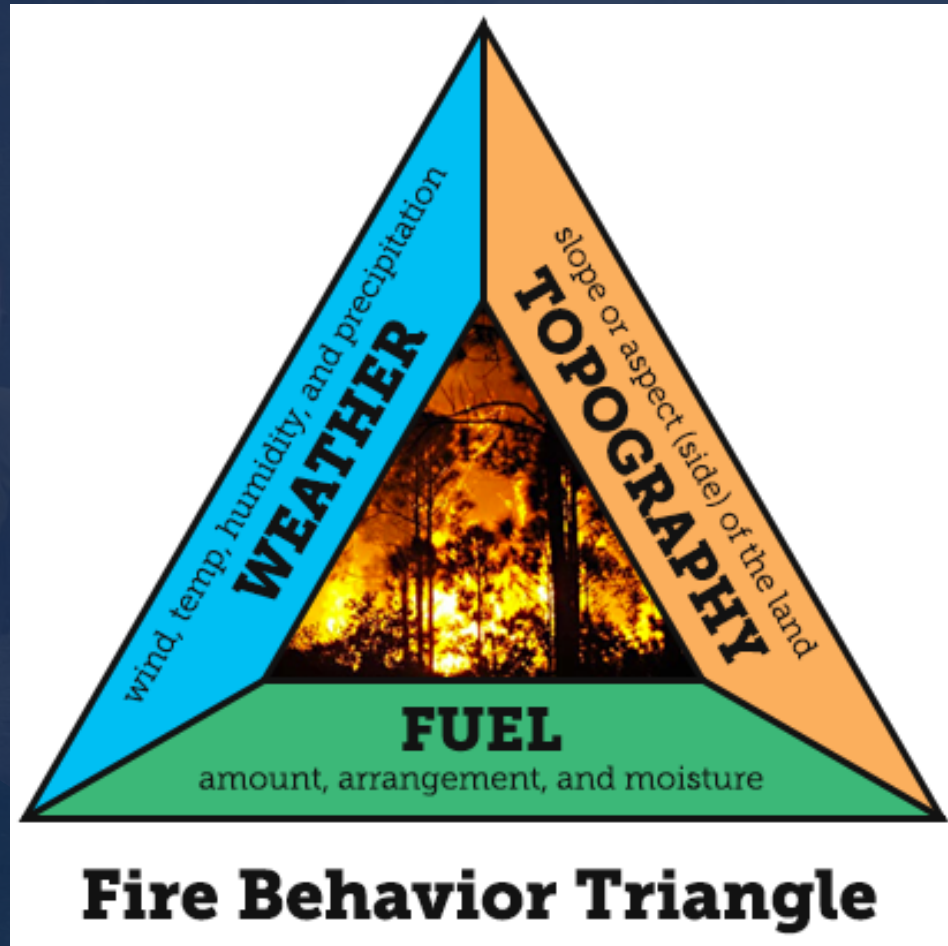 wind, temp, humidity, and precipitation
WEATHER
slope or aspect (side) of the land
TOPOGRAPHY
FUEL
amount, arrangement, and moisture
Fire Behavior Triangle